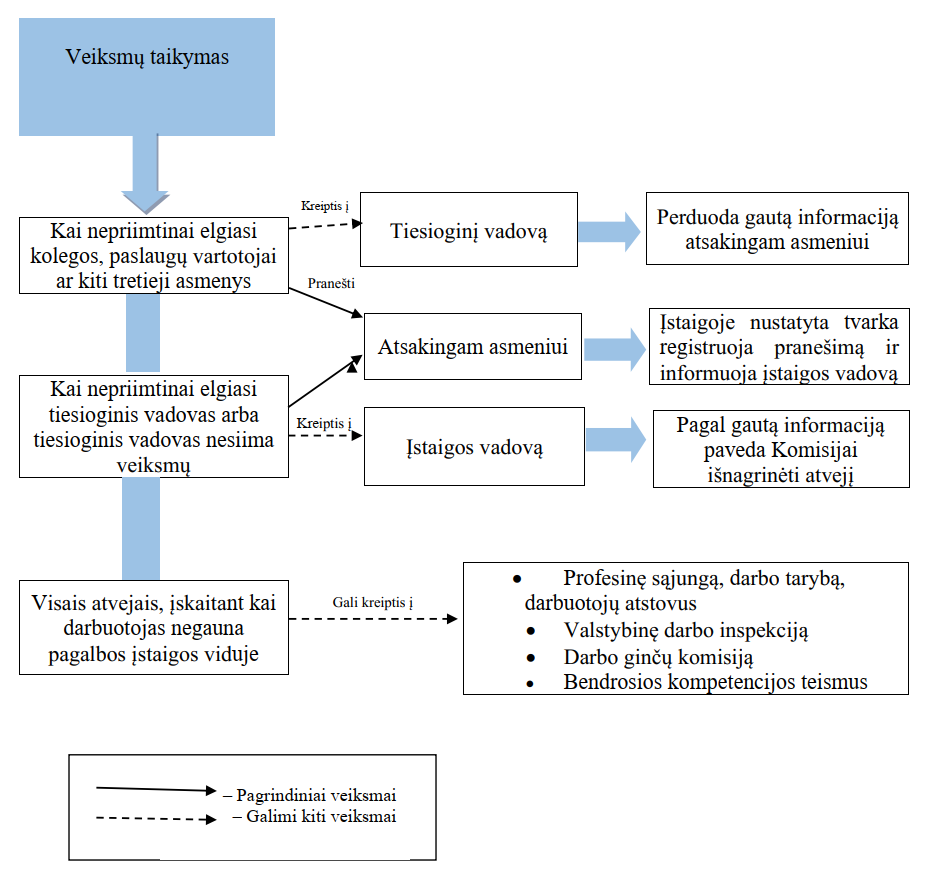 Veiksmų taikymas
Kreiptis į
Kai nepriimtinai elgiasi
kolegos, paslaugų vartotojai
ar kiti tretieji asmenys
Tiesioginį vadovą
Perduoda gautą informaciją
atsakingam asmeniui
Pranešti
Atsakingam asmeniui
Įstaigoje nustatyta tvarka
registruoja pranešimą ir
informuoja įstaigos vadovą
Kai nepriimtinai elgiasi
tiesioginis vadovas arba
tiesioginis vadovas nesiima
veiksmų
Kreiptis į
Įstaigos vadovą
Pagal gautą informaciją
paveda Komisijai
išnagrinėti atvejį
Visais atvejais, įskaitant kai
darbuotojas negauna
pagalbos įstaigos viduje
Gali kreiptis į
• Profesinę sąjungą, darbo tarybą,
darbuotojų atstovus
• Valstybinę darbo inspekciją
• Darbo ginčų komisiją
• Bendrosios kompetencijos teismus
– Pagrindiniai veiksmai
– Galimi kiti veiksmai